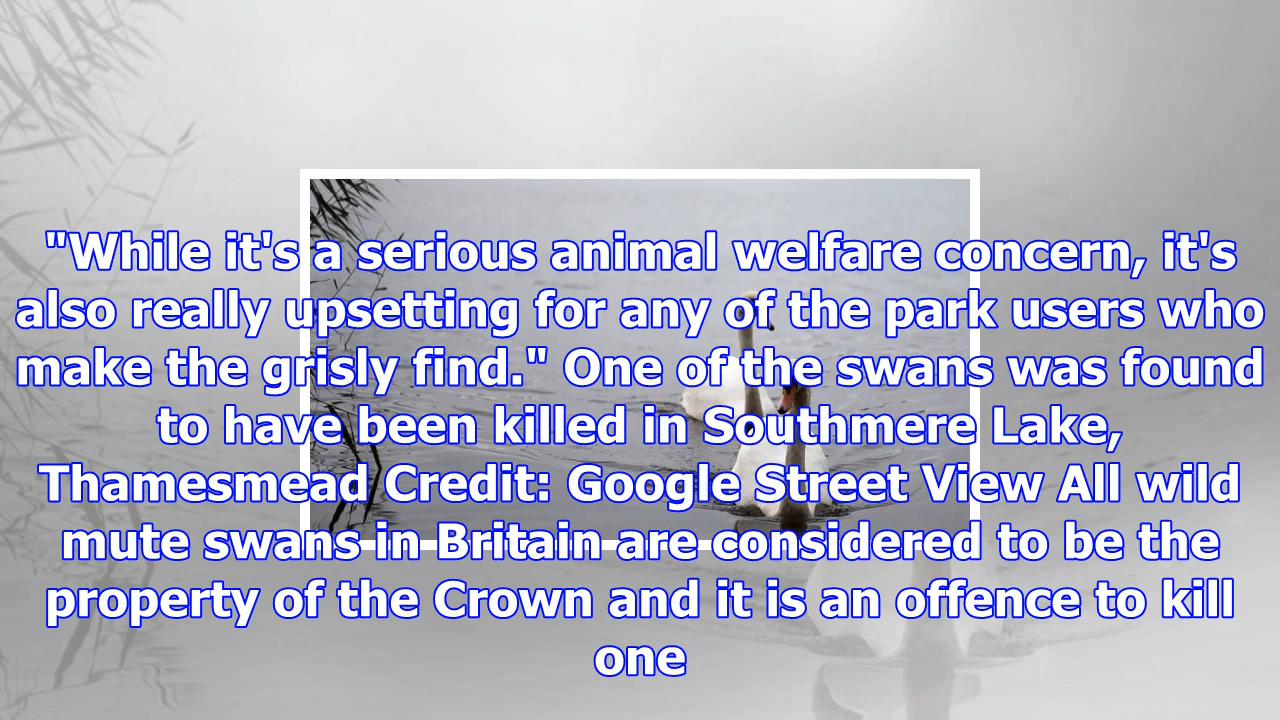 "While it's a serious animal welfare concern, it's
also really upsetting for any of the park users who
make the grisly find." One of the swans was found
to have been killed in Southmere Lake,
Thamesmead Credit: Google Street View All wild
mute swans in Britain are considered to be the
property of the Crown and it is an offence to kill
one